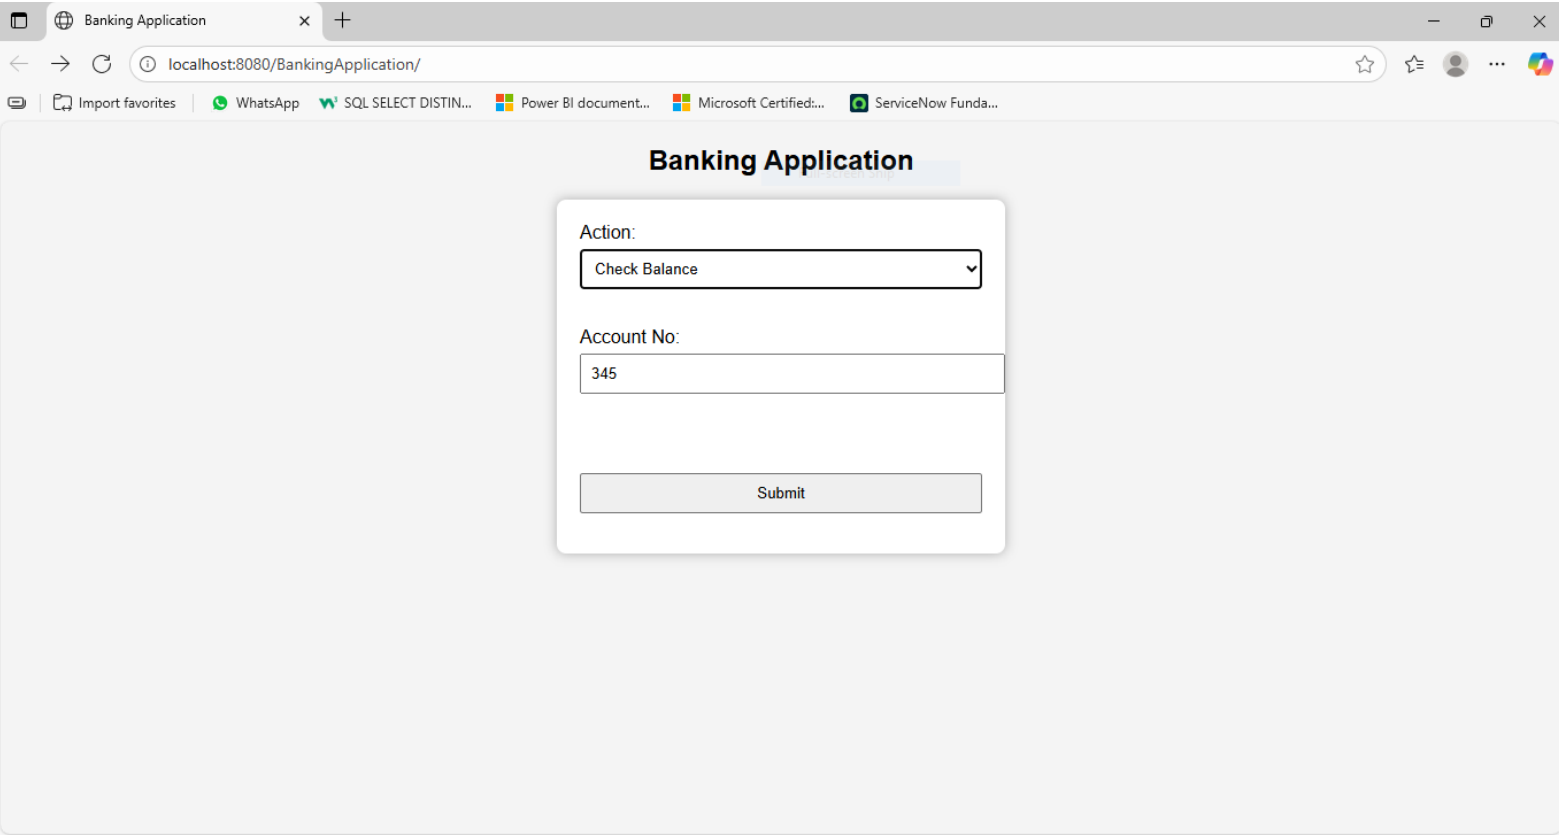 Banking Application
localhost:8080/BankingApplication/
Import favorites
WhatsApp
SQL SELECT DISTIN...
Power BI document...
Microsoft Certified:...
ServiceNow Funda...
Banking Application
Action:
Check Balance
Account No:
345
Submit